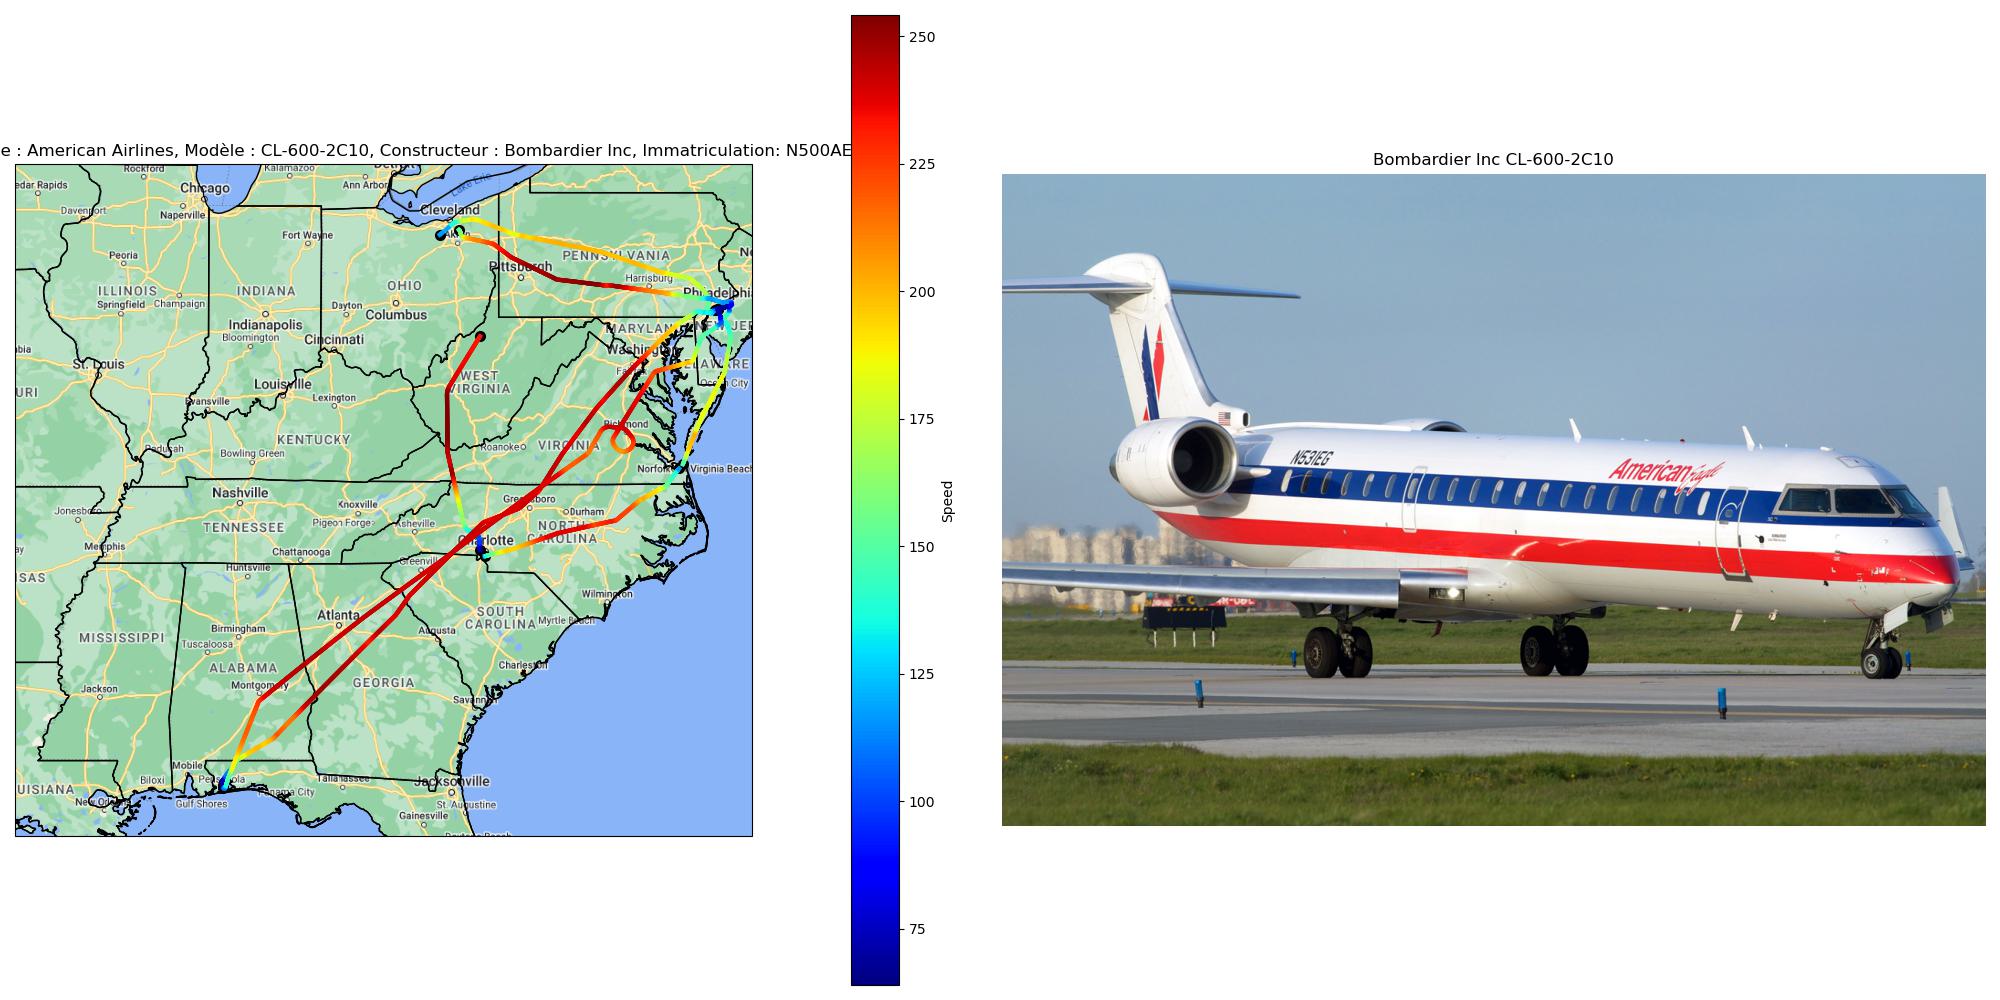 e : American Airlines, Modèle : CL-600-2C10, Constructeur : Bombardier Inc, Immatriculation: N500AE
Rockford
Kalamazoo
Lake Erie
edar Rapids
Chicago
Ann Arbor
Naperville
Davenport
Cleveland
Fort Wayne
Peoria
PENNSYLVANIA
Pittsburgh
Harrisburg
OHIO
ILLINOIS
INDIANA
Philadelphia
Springfield
Champaign
Dayton
Columbus
Indianapolis
Bloomington
Cincinnati
MARYLAN
NEW JER
Washington
St. Louis
WEST
VIRGINIA
ELAWARE
Ocean City
Louisville
URI
Evansville
Lexington
Richmond
KENTUCKY
Roanoke
VIRGINIA
Paducah
Bowling Green
Norfolk
Virginia Beach
Nashville
Greensboro
Knoxville
Jonesboro
Durham
Pigeon Forge
Asheville
TENNESSEE
NORTH
CAROLINA
Charlotte
Memphis
Chattanooga
Greenville
Huntsville
SAS
Wilmington
Atlanta
SOUTH
CAROLINA
Myrtle Beach
Birmingham
Augusta
MISSISSIPPI
Tuscaloosa
ALABAMA
Charleston
GEORGIA
Montgomery
Jackson
Savannah
Mobile
Biloxi
Pensacola
Tallahassee
Jacksonville
UISIANA
Panama City
New Orl
Gulf Shores
St. Augustine
Gainesville
250
225
200
175
150
125
100
75
Speed
Bombardier Inc CL-600-2C10
N531EG
American Eagle